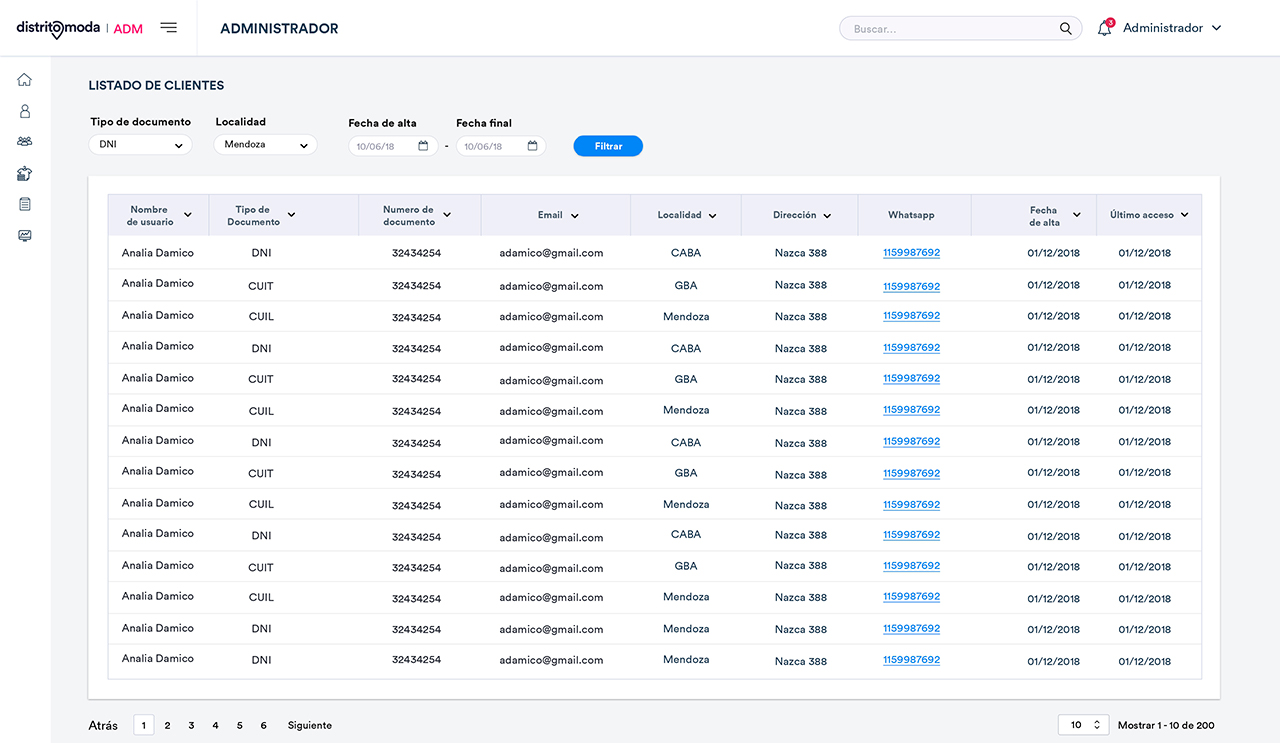 distritomoda | ADM
ADMINISTRADOR
Buscar...
3
Administrador
LISTADO DE CLIENTES
Tipo de documento
Localidad
Fecha de alta
Fecha final
DNI
Mendoza
10/06/18
-
10/06/18
Filtrar
Nombre de usuario
Tipo de Documento
Numero de documento
Email
Localidad
Dirección
Whatsapp
Fecha de alta
Último acceso
Analia Damico DNI 32434254 adamico@gmail.com CABA Nazca 388 1159987692 01/12/2018 01/12/2018
Analia Damico CUIT 32434254 adamico@gmail.com GBA Nazca 388 1159987692 01/12/2018 01/12/2018
Analia Damico CUIL 32434254 adamico@gmail.com Mendoza Nazca 388 1159987692 01/12/2018 01/12/2018
Analia Damico DNI 32434254 adamico@gmail.com CABA Nazca 388 1159987692 01/12/2018 01/12/2018
Analia Damico CUIT 32434254 adamico@gmail.com GBA Nazca 388 1159987692 01/12/2018 01/12/2018
Analia Damico CUIL 32434254 adamico@gmail.com Mendoza Nazca 388 1159987692 01/12/2018 01/12/2018
Analia Damico DNI 32434254 adamico@gmail.com CABA Nazca 388 1159987692 01/12/2018 01/12/2018
Analia Damico CUIT 32434254 adamico@gmail.com GBA Nazca 388 1159987692 01/12/2018 01/12/2018
Analia Damico CUIL 32434254 adamico@gmail.com Mendoza Nazca 388 1159987692 01/12/2018 01/12/2018
Analia Damico DNI 32434254 adamico@gmail.com CABA Nazca 388 1159987692 01/12/2018 01/12/2018
Analia Damico CUIT 32434254 adamico@gmail.com GBA Nazca 388 1159987692 01/12/2018 01/12/2018
Analia Damico CUIL 32434254 adamico@gmail.com Mendoza Nazca 388 1159987692 01/12/2018 01/12/2018
Analia Damico DNI 32434254 adamico@gmail.com Mendoza Nazca 388 1159987692 01/12/2018 01/12/2018
Analia Damico DNI 32434254 adamico@gmail.com Mendoza Nazca 388 1159987692 01/12/2018 01/12/2018
Atrás 1 2 3 4 5 6 Siguiente
10 Mostrar 1 - 10 de 200